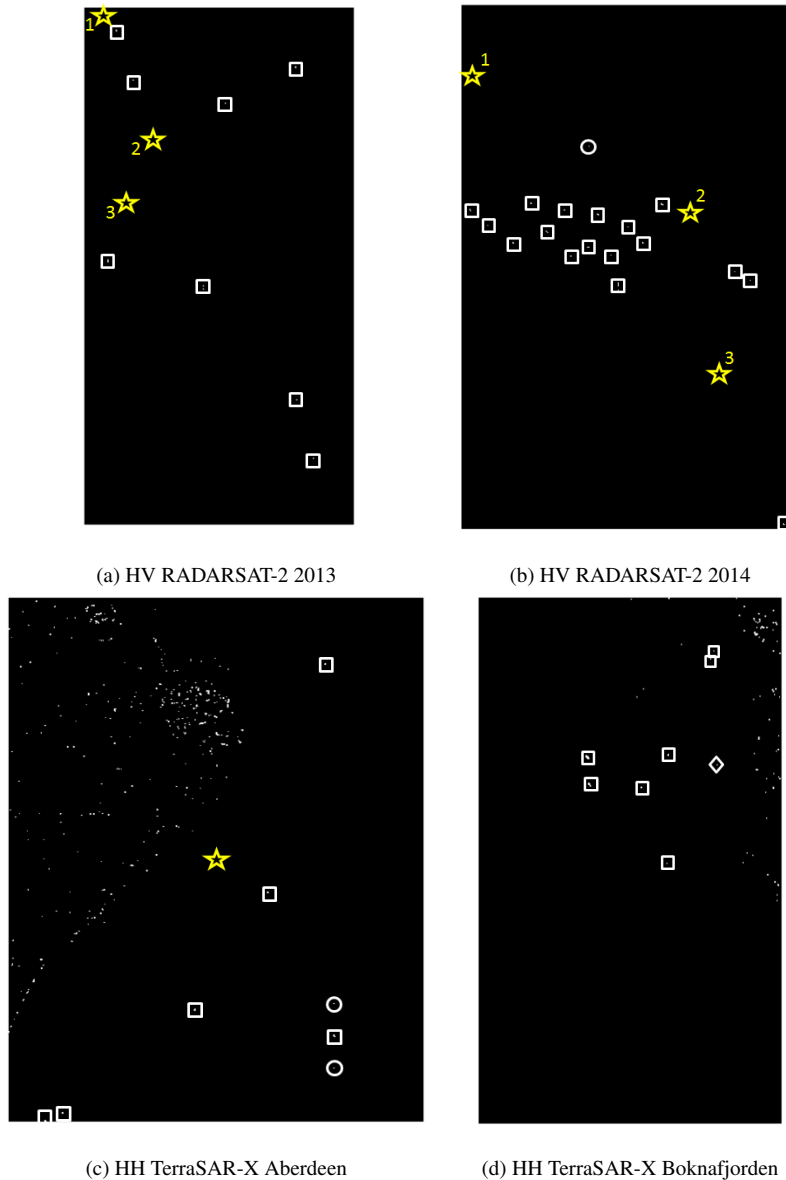 1
2
3
1
2
3
(a) HV RADARSAT-2 2013
(b) HV RADARSAT-2 2014
(c) HH TerraSAR-X Aberdeen
(d) HH TerraSAR-X Boknafjorden